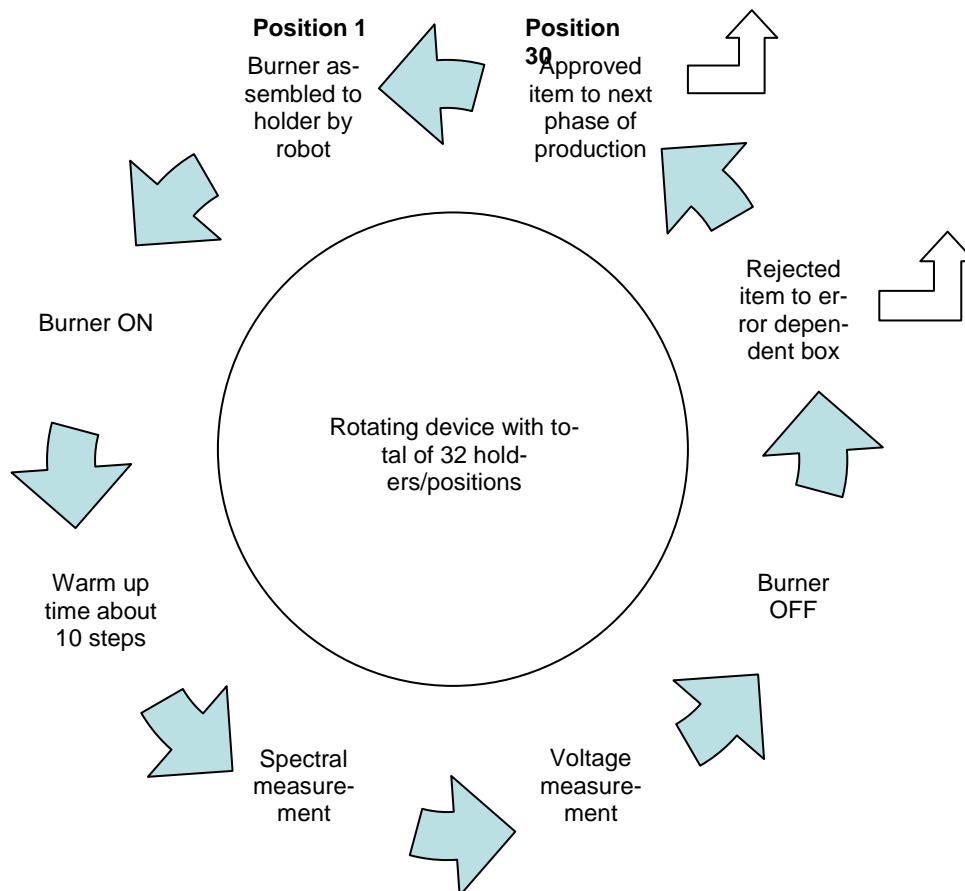 Position 1
Burner as-
sembled to
holder by
robot
Position
30
Approved
item to next
phase of
production
Rejected
item to er-
ror depen-
dent box
Burner ON
Rotating device with to-
tal of 32 hold-
ers/positions
Warm up
time about
10 steps
Burner
OFF
Spectral
measure-
ment
Voltage
measure-
ment